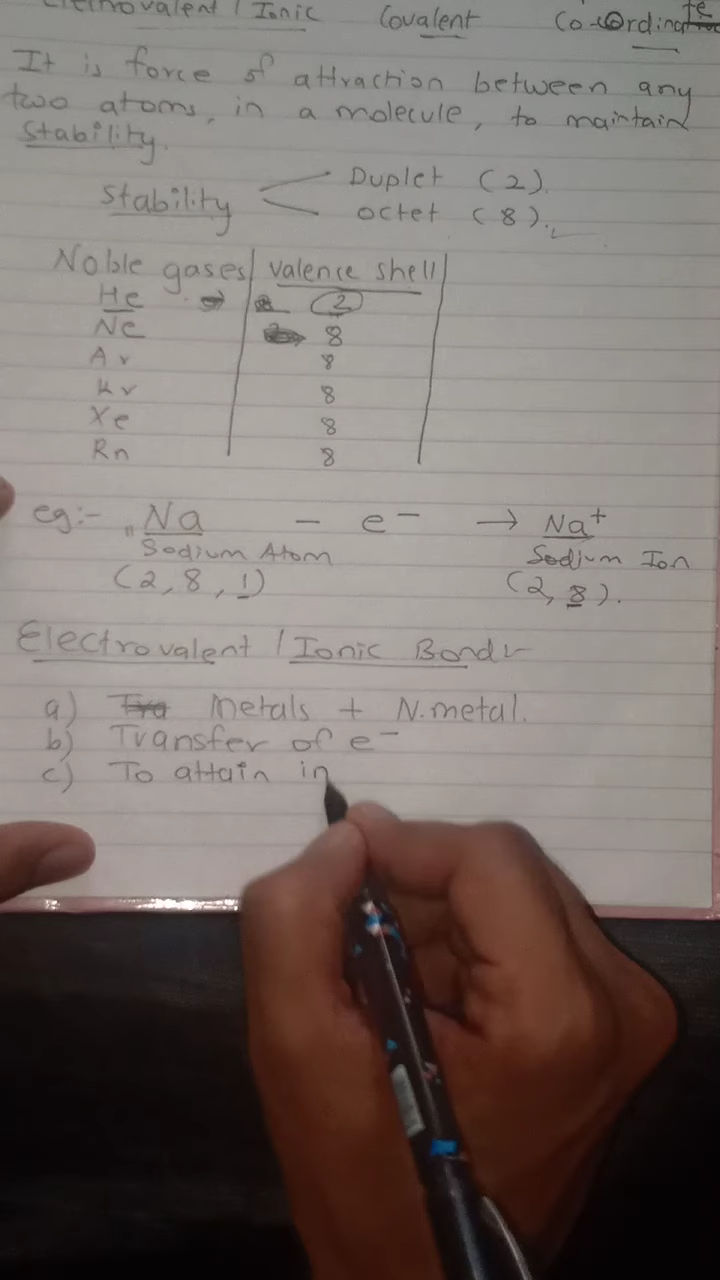 Electrovalent / Ionic Covalent Co-Ordinate
It is force of attraction between any
two atoms, in a molecule, to maintain
Stability.
Stability Duplet (2).
Octet (8).
Noble gases valence shell
He → 2
Ne 8
Ar 8
Kr 8
Xe 8
Rn 8
eg:- Na - e⁻ → Na⁺
Sodium Atom Sodium Ion
(2, 8, 1) (2, 8).
Electrovalent / Ionic Bond:-
a) Metals + N.metal.
b) Transfer of e⁻
c) To attain in